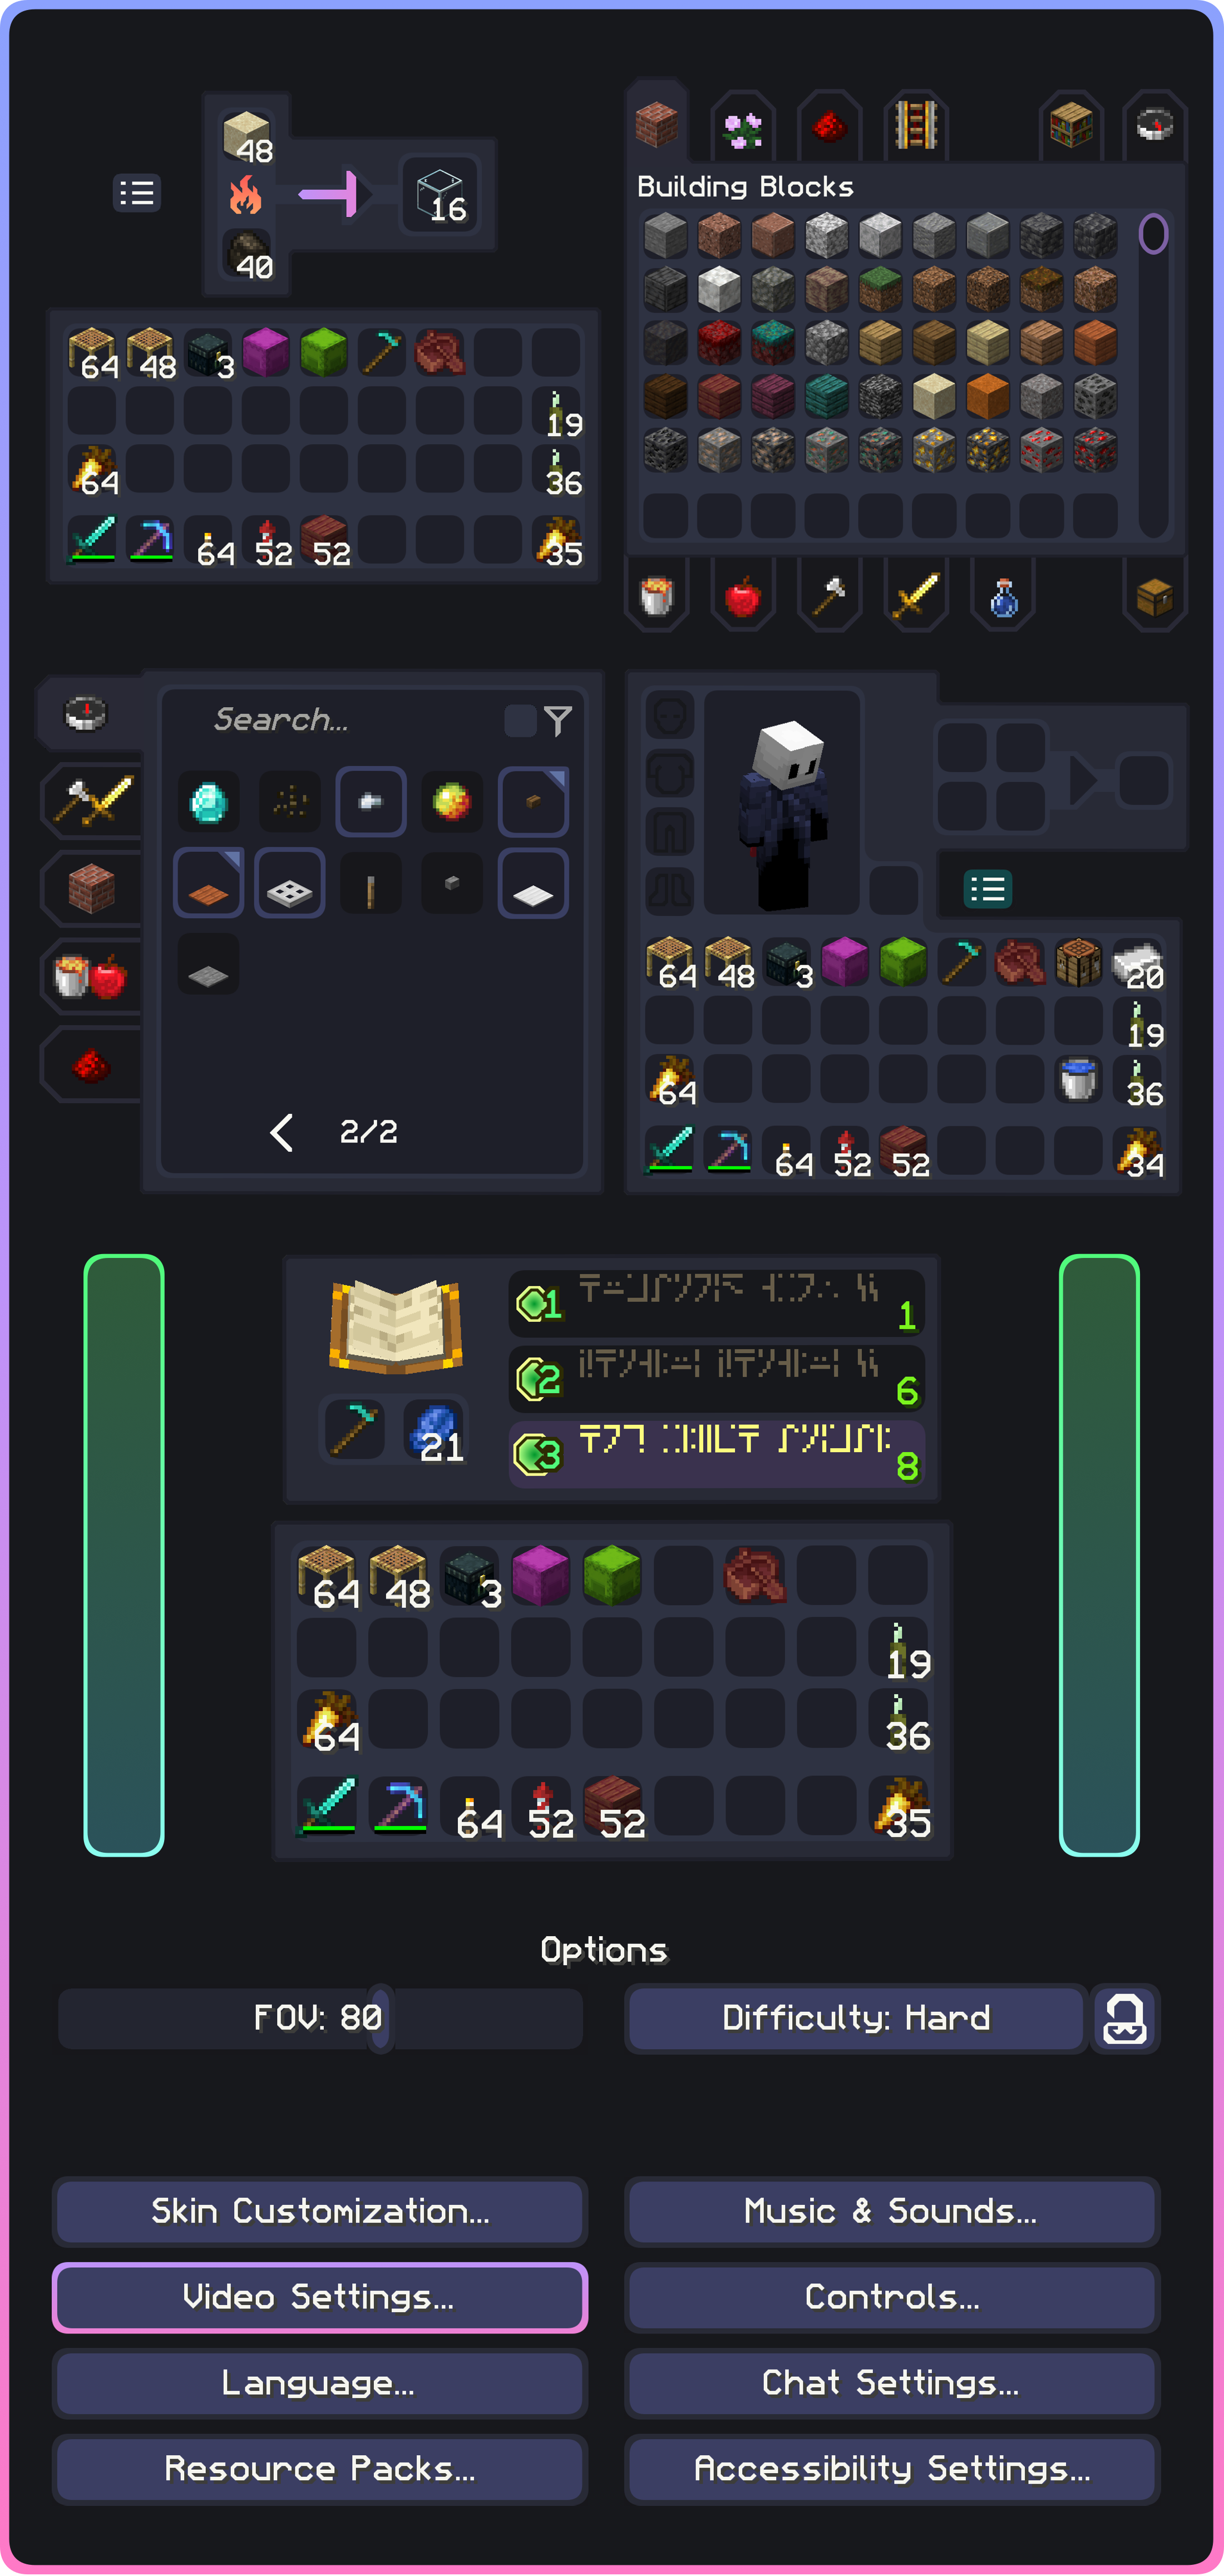 48
16
40
Building Blocks
64 48 3
19
64 36
64 52 52 35
Search...
2/2
64 48 3 20
19
64 36
64 52 52 34
1 1
2 6
21
3 8
64 48 3
19
64 36
64 52 52 35
Options
FOV: 80
Difficulty: Hard
Skin Customization...
Music & Sounds...
Video Settings...
Controls...
Language...
Chat Settings...
Resource Packs...
Accessibility Settings...